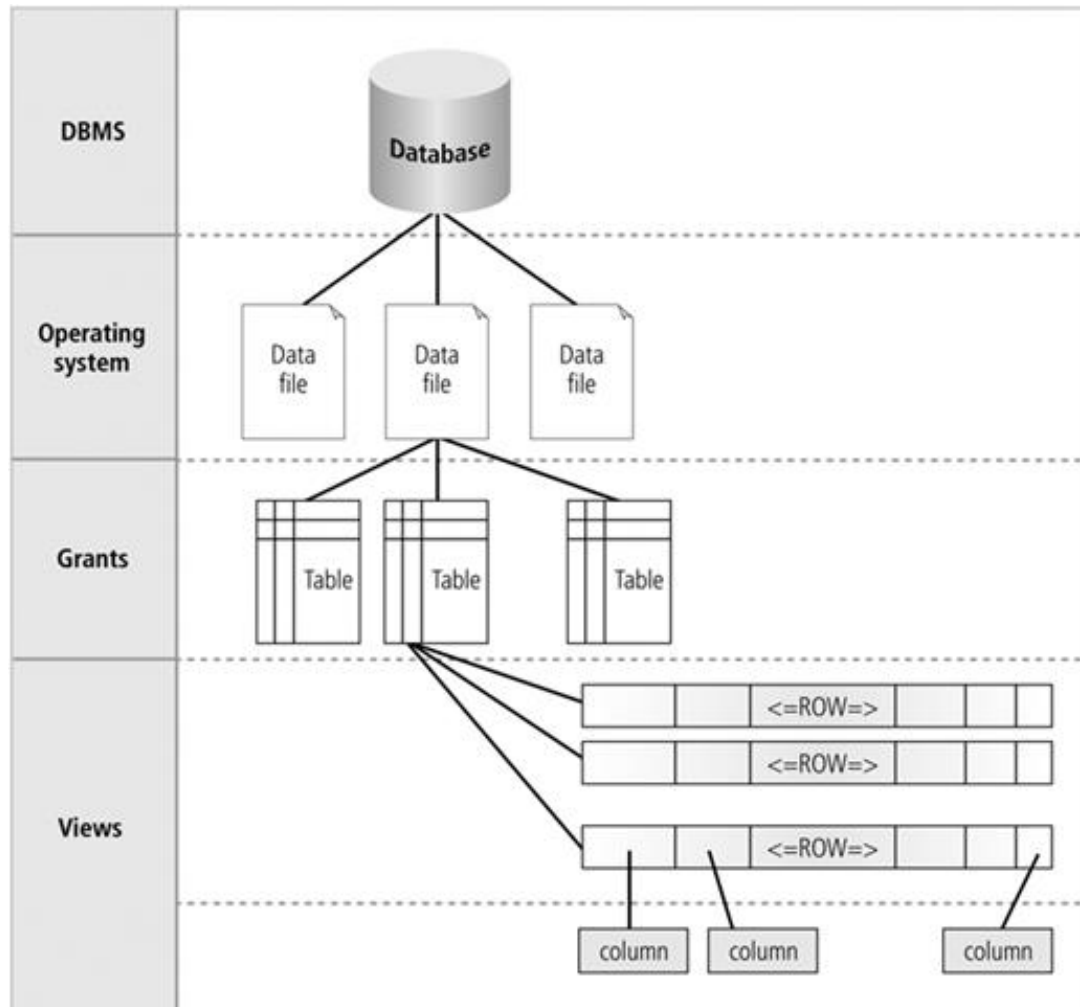 DBMS
Database
Operating
system
Data
file
Data
file
Data
file
Grants
Table
Table
Table
Views
<=ROW=>
<=ROW=>
<=ROW=>
column
column
column